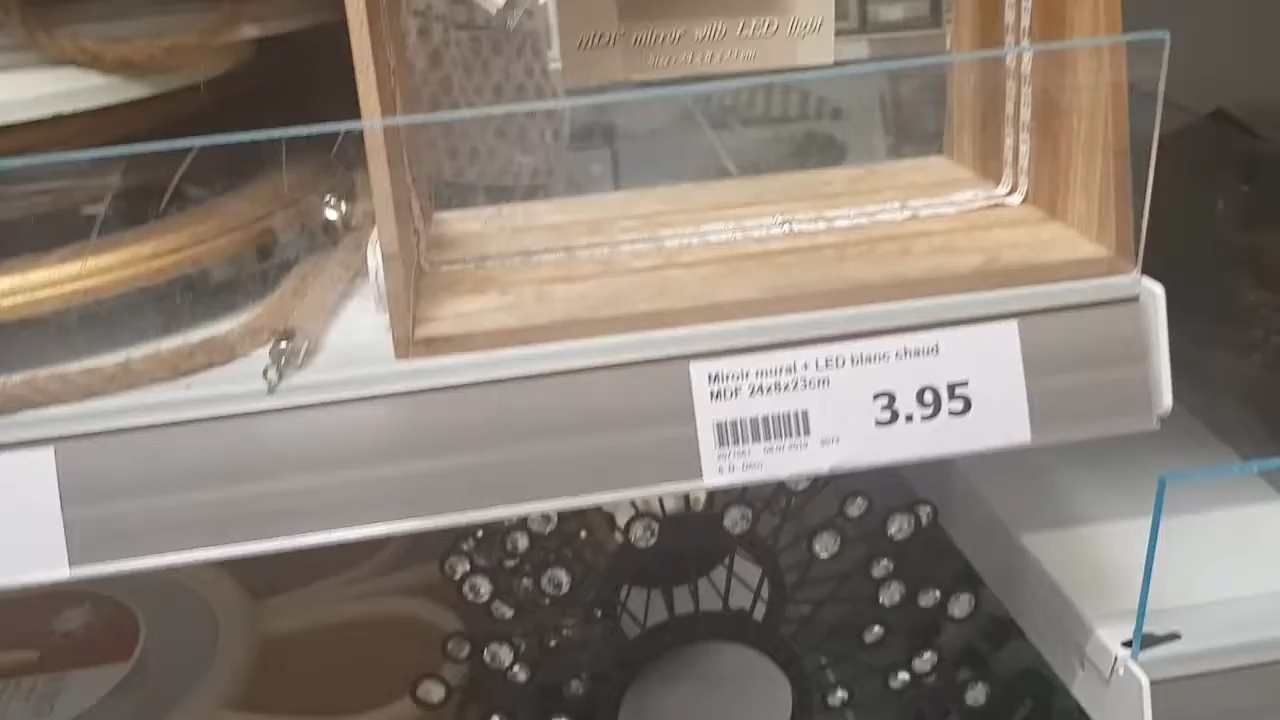 MDF mirror with LED light
Miroir mural + LED blanc chaud
MDF 24x8x23cm
3.95